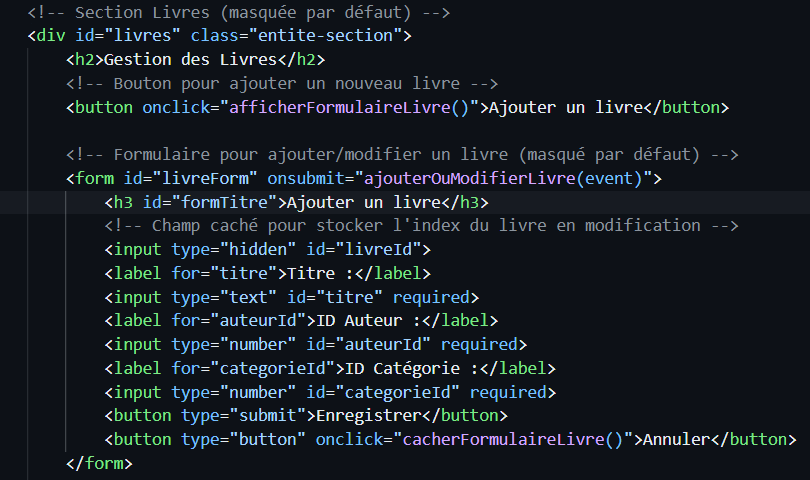 <!-- Section Livres (masquée par défaut) -->
<div id="livres" class="entite-section">
<h2>Gestion des Livres</h2>
<!-- Bouton pour ajouter un nouveau livre -->
<button onclick="afficherFormulaireLivre()">Ajouter un livre</button>
<!-- Formulaire pour ajouter/modifier un livre (masqué par défaut) -->
<form id="livreForm" onsubmit="ajouterOuModifierLivre(event)">
<h3 id="formTitre">Ajouter un livre</h3>
<!-- Champ caché pour stocker l'index du livre en modification -->
<input type="hidden" id="livreId">
<label for="titre">Titre :</label>
<input type="text" id="titre" required>
<label for="auteurId">ID Auteur :</label>
<input type="number" id="auteurId" required>
<label for="categorieId">ID Catégorie :</label>
<input type="number" id="categorieId" required>
<button type="submit">Enregistrer</button>
<button type="button" onclick="cacherFormulaireLivre()">Annuler</button>
</form>